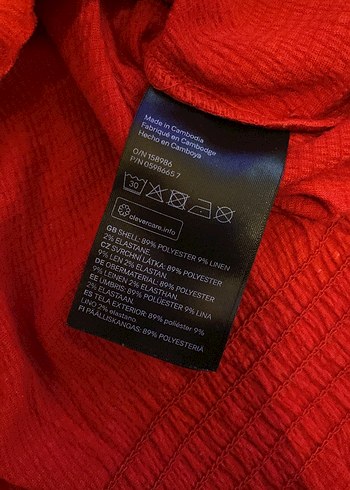 Made in Cambodia
Fabriqué en Cambodge
Hecho en Camboya
O/N 158986
P/N 0598665.7
30
clevercare.info
GB SHELL: 89% POLYESTER 9% LINEN
2% ELASTANE.
CZ SVRCHNÍ LÁTKA: 89% POLYESTER
9% LEN 2% ELASTAN.
DE OBERMATERIAL: 89% POLYESTER
9% LEINEN 2% ELASTHAN.
EE ÜMBRIS: 89% POLÜESTER 9% LINA
2% ELASTAAN.
ES TELA EXTERIOR: 89% poliéster 9%
LINO 2% elastano.
FI PÄÄLLISKANGAS: 89% POLYESTERIÄ